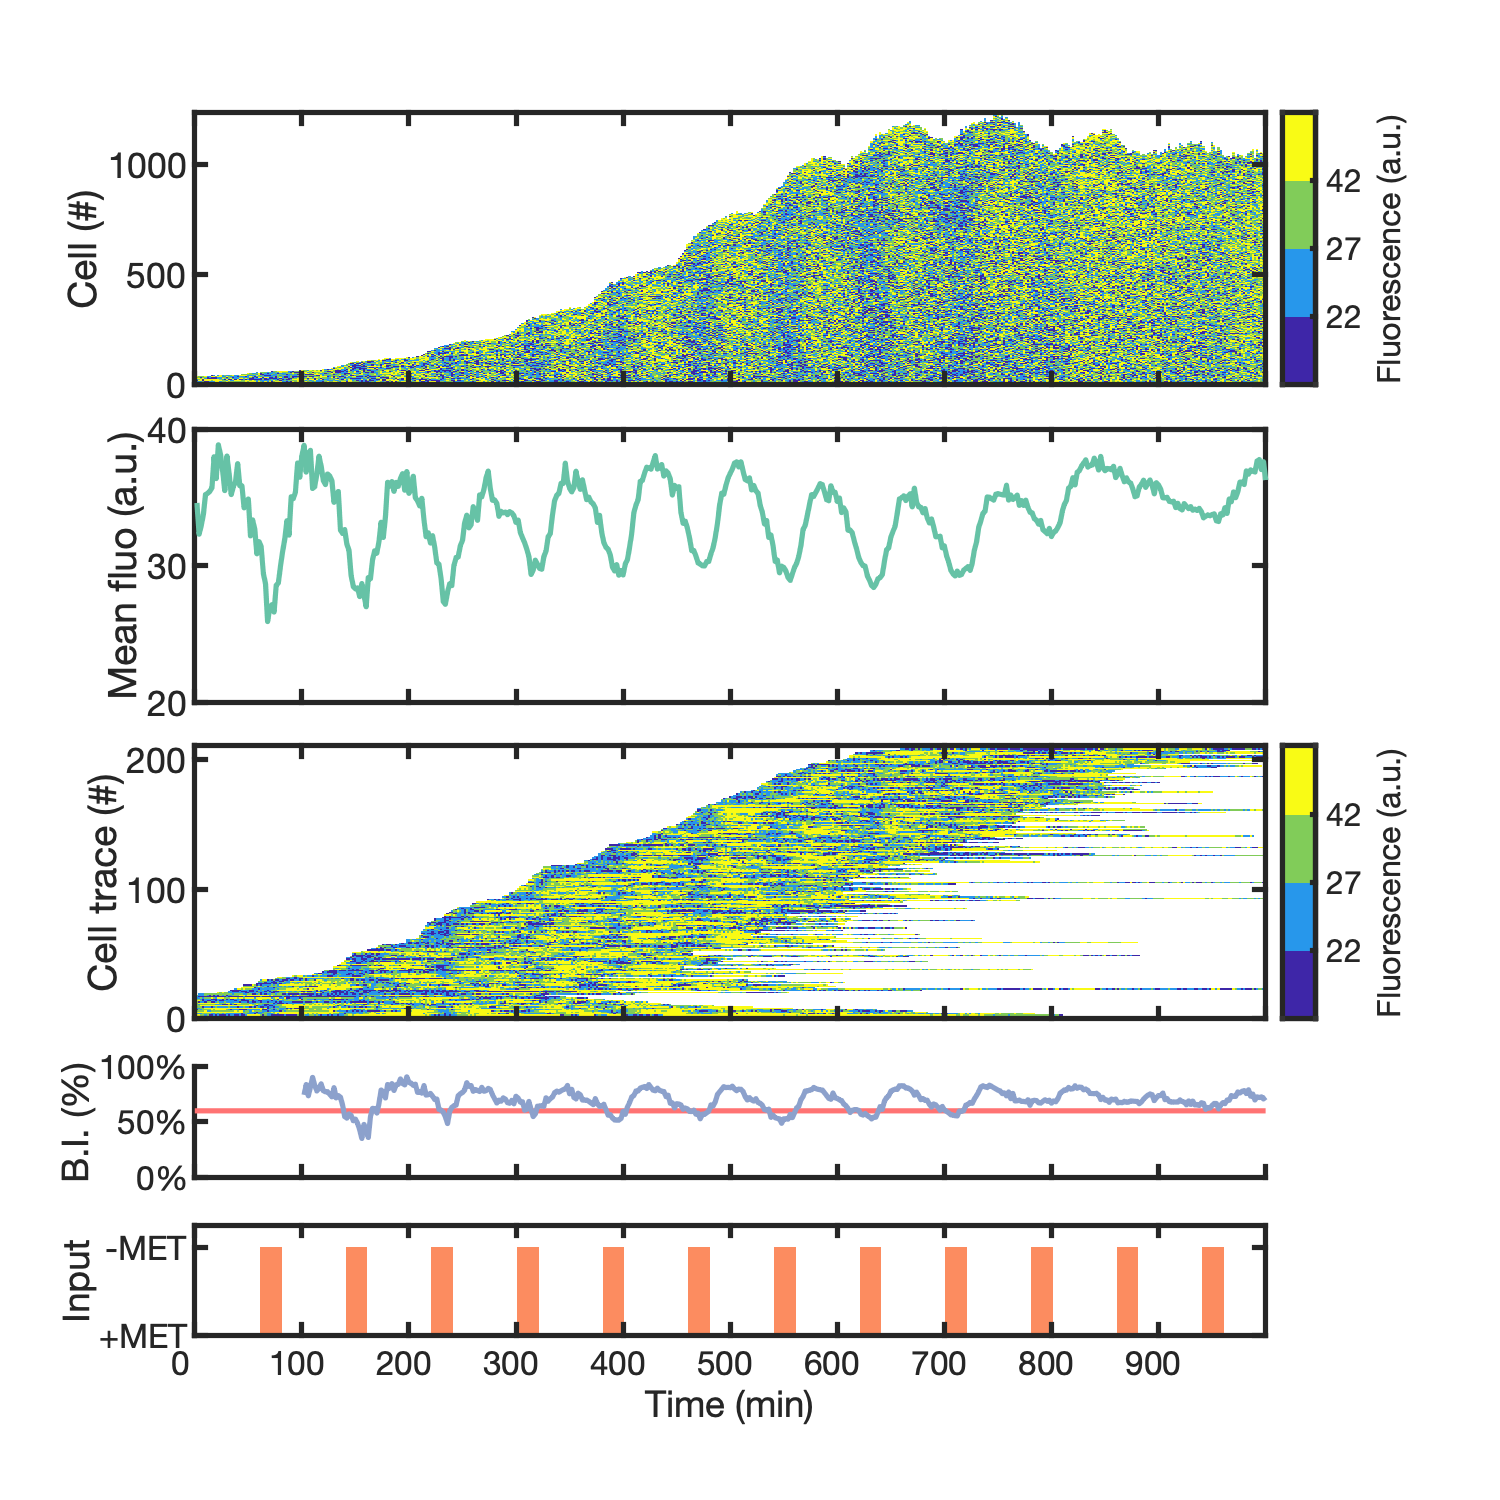 Cell (#)
1000
500
0
42
27
22
Fluorescence (a.u.)
Mean fluo (a.u.)
40
30
20
Cell trace (#)
200
100
0
42
27
22
Fluorescence (a.u.)
B.I. (%)
100%
50%
0%
Input
-MET
+MET
0 100 200 300 400 500 600 700 800 900
Time (min)